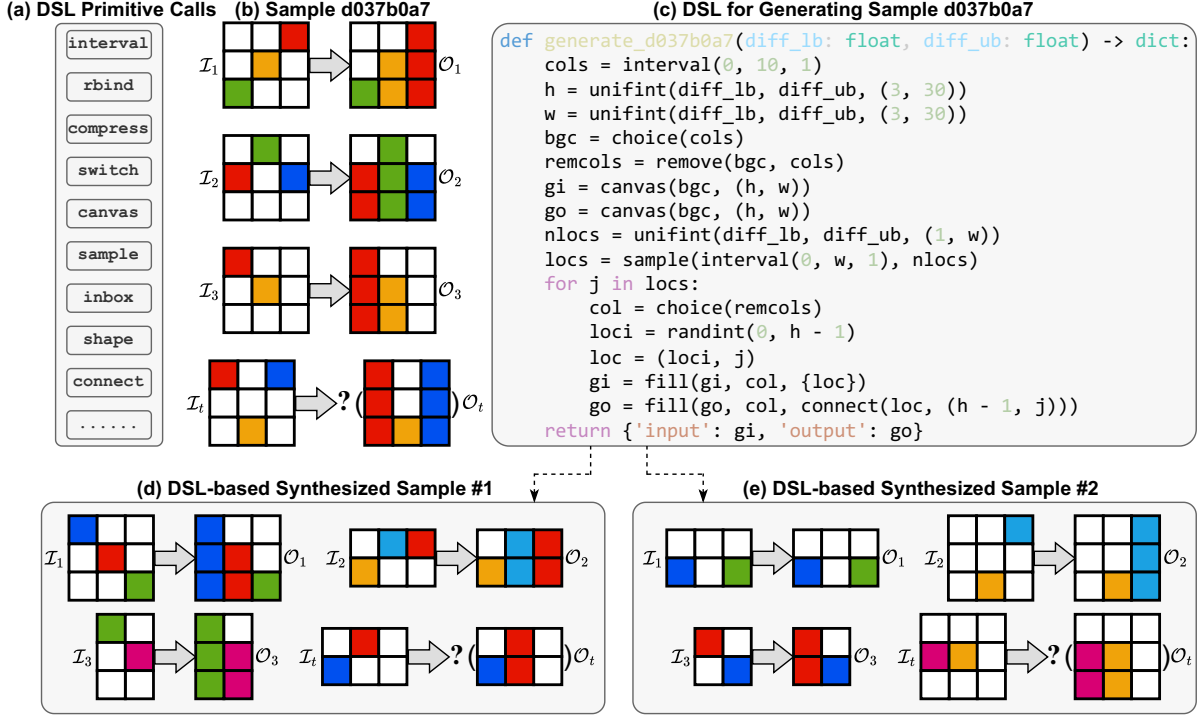 (a) DSL Primitive Calls
interval
rbind
compress
switch
canvas
sample
inbox
shape
connect
......
(b) Sample d037b0a7
I₁
O₁
I₂
O₂
I₃
O₃
Iₜ
? ( ) Oₜ
(c) DSL for Generating Sample d037b0a7
def generate_d037b0a7(diff_lb: float, diff_ub: float) -> dict:
    cols = interval(0, 10, 1)
    h = unifint(diff_lb, diff_ub, (3, 30))
    w = unifint(diff_lb, diff_ub, (3, 30))
    bgc = choice(cols)
    remcols = remove(bgc, cols)
    gi = canvas(bgc, (h, w))
    go = canvas(bgc, (h, w))
    nlocs = unifint(diff_lb, diff_ub, (1, w))
    locs = sample(interval(0, w, 1), nlocs)
    for j in locs:
        col = choice(remcols)
        loci = randint(0, h - 1)
        loc = (loci, j)
        gi = fill(gi, col, {loc})
        go = fill(go, col, connect(loc, (h - 1, j)))
    return {'input': gi, 'output': go}
(d) DSL-based Synthesized Sample #1
I₁
O₁
I₂
O₂
I₃
O₃
Iₜ
? ( ) Oₜ
(e) DSL-based Synthesized Sample #2
I₁
O₁
I₂
O₂
I₃
O₃
Iₜ
? ( ) Oₜ